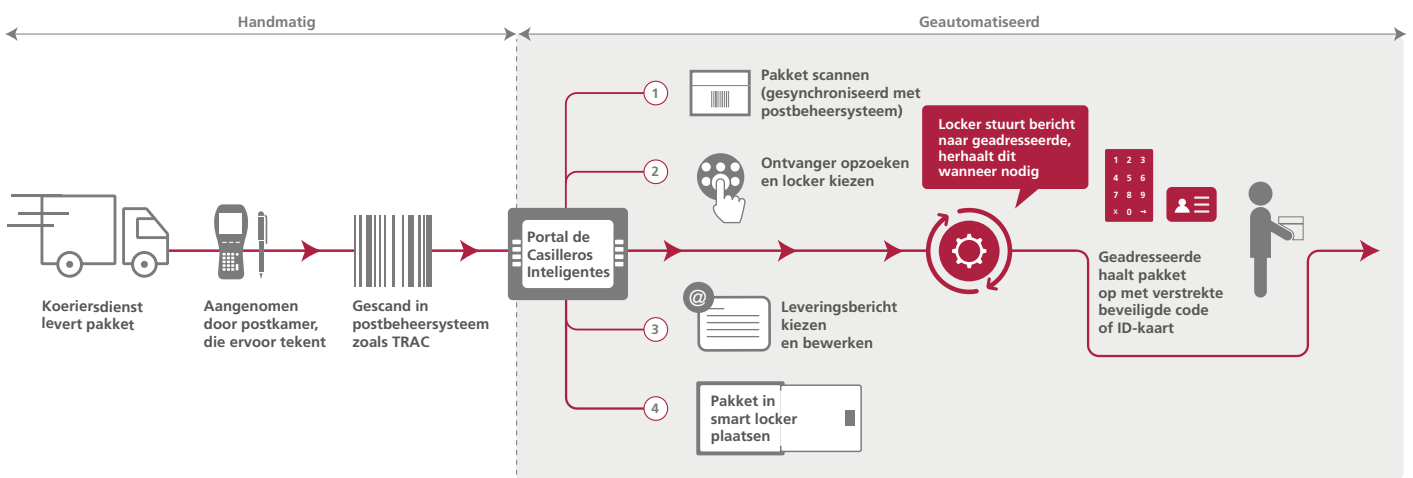 Handmatig
Geautomatiseerd
Koeriersdienst
levert pakket
Aangenomen
door postkamer,
die ervoor tekent
Gescand in
postbeheersysteem
zoals TRAC
Portal de
Casilleros
Inteligentes
1
Pakket scannen
(gesynchroniseerd met
postbeheersysteem)
2
Ontvanger opzoeken
en locker kiezen
3
@
Leveringsbericht
kiezen
en bewerken
4
Pakket in
smart locker
plaatsen
Locker stuurt bericht
naar geadresseerde,
herhaalt dit
wanneer nodig
1 2 3
4 5 6
7 8 9
x 0 →
Geadresseerde
haalt pakket
op met verstrekte
beveiligde code
of ID-kaart